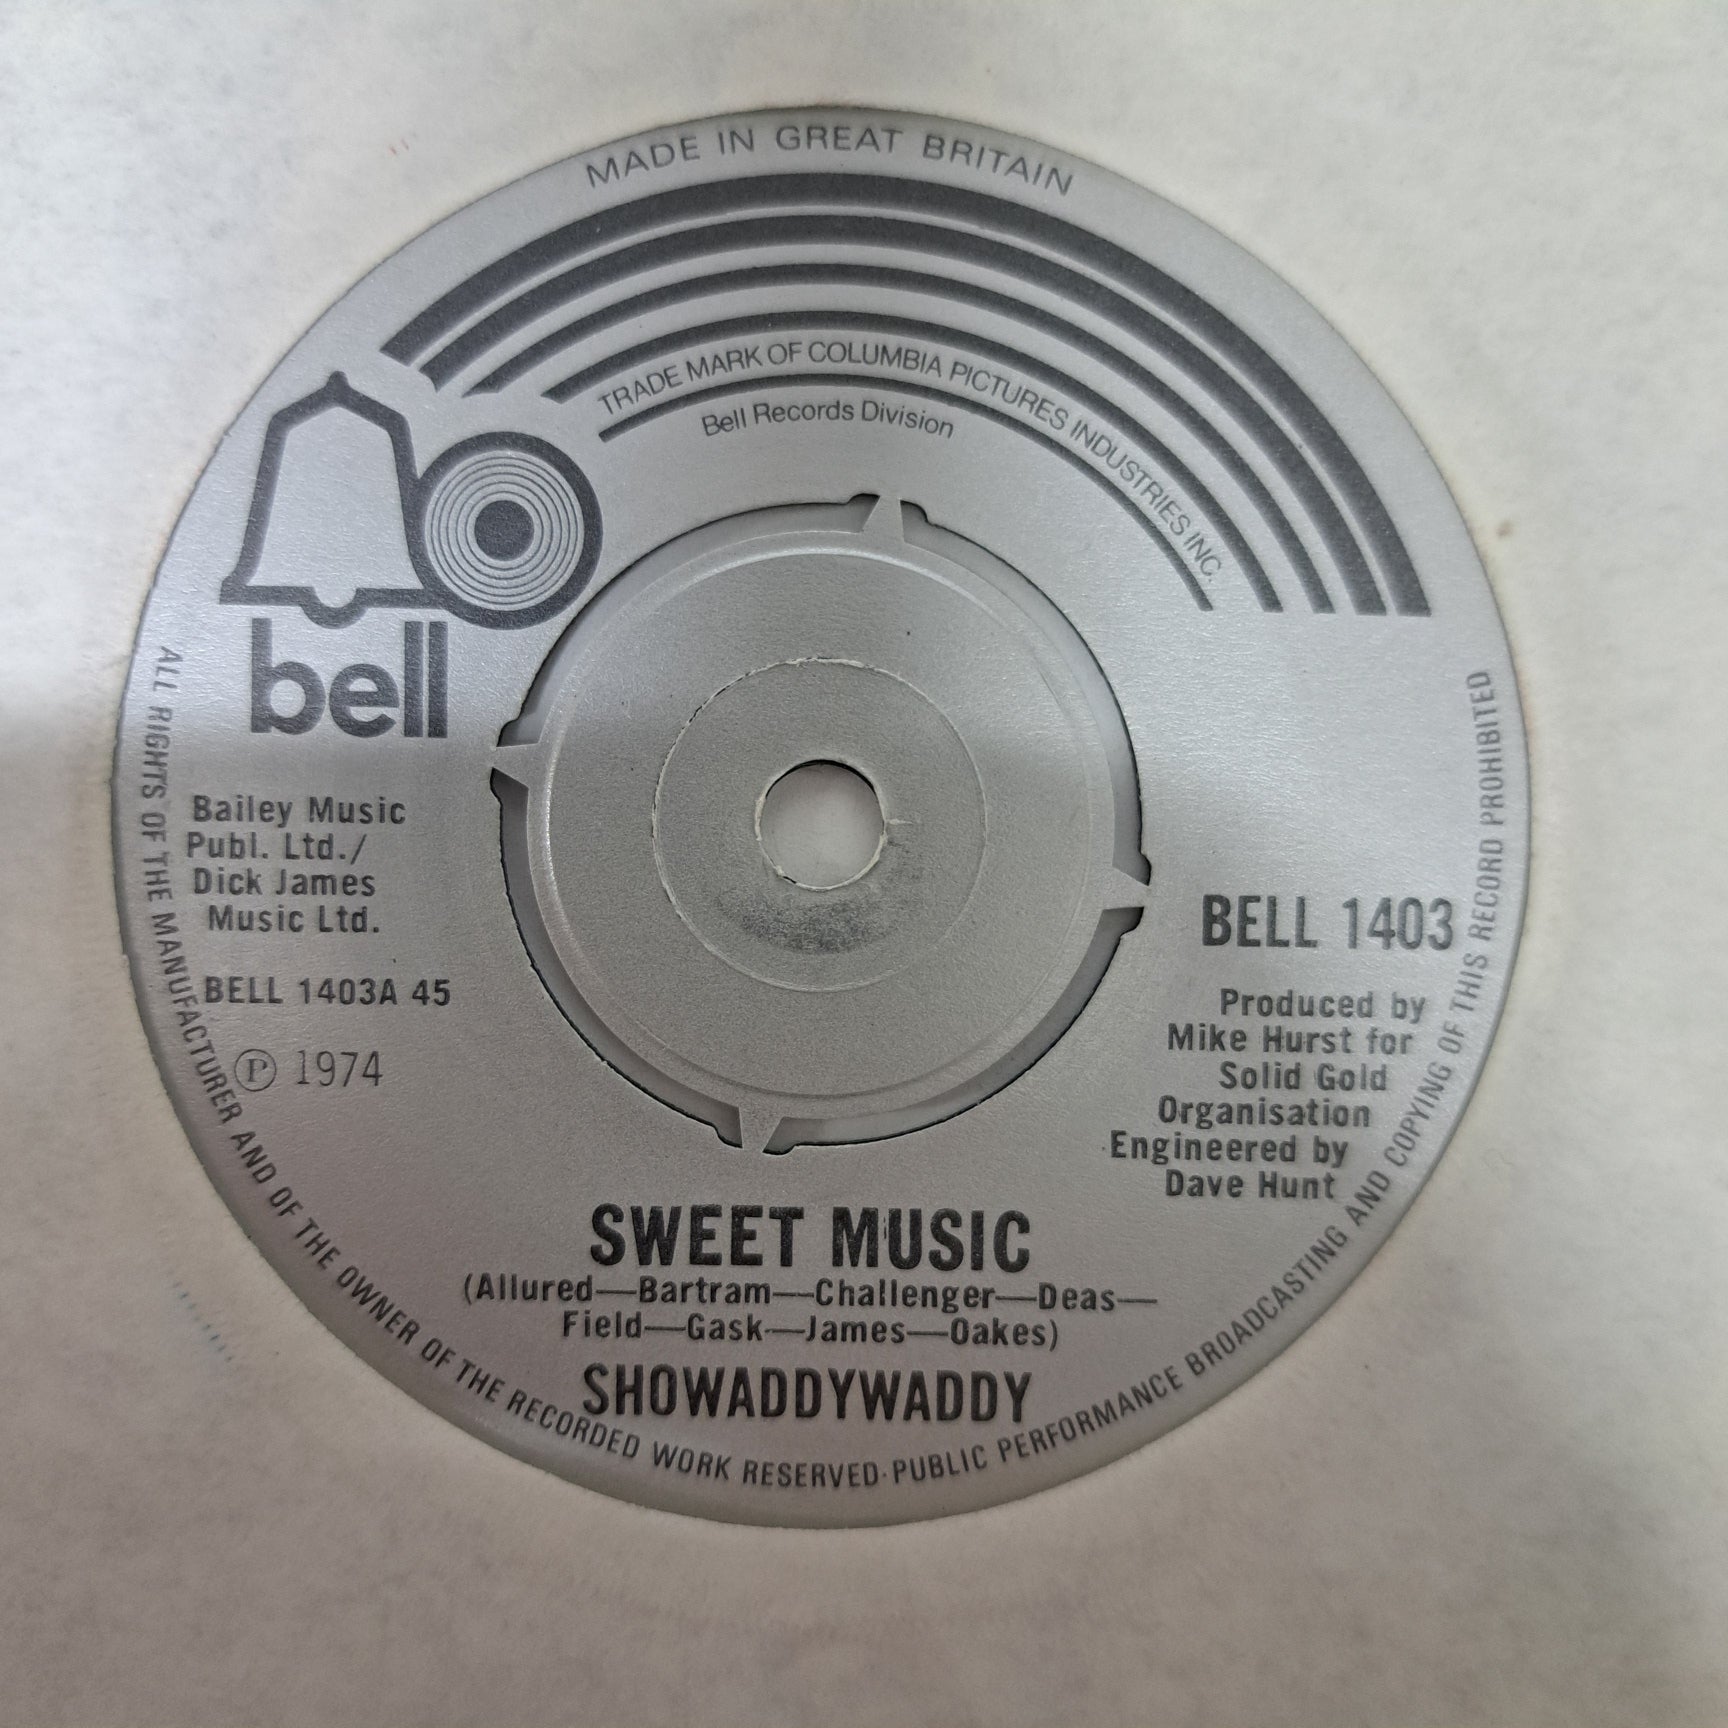 MADE IN GREAT BRITAIN
TRADE MARK OF COLUMBIA PICTURES INDUSTRIES INC.
Bell Records Division
bell
Bailey Music
Publ. Ltd./
Dick James
Music Ltd.
BELL 1403A 45
Ⓟ 1974
BELL 1403
Produced by
Mike Hurst for
Solid Gold
Organisation
Engineered by
Dave Hunt
SWEET MUSIC
(Allured—Bartram—Challenger—Deas—
Field—Gask—James—Oakes)
SHOWADDYWADDY
ALL RIGHTS OF THE MANUFACTURER AND OF THE OWNER OF THE RECORDED WORK RESERVED·PUBLIC PERFORMANCE BROADCASTING AND COPYING OF THIS RECORD PROHIBITED